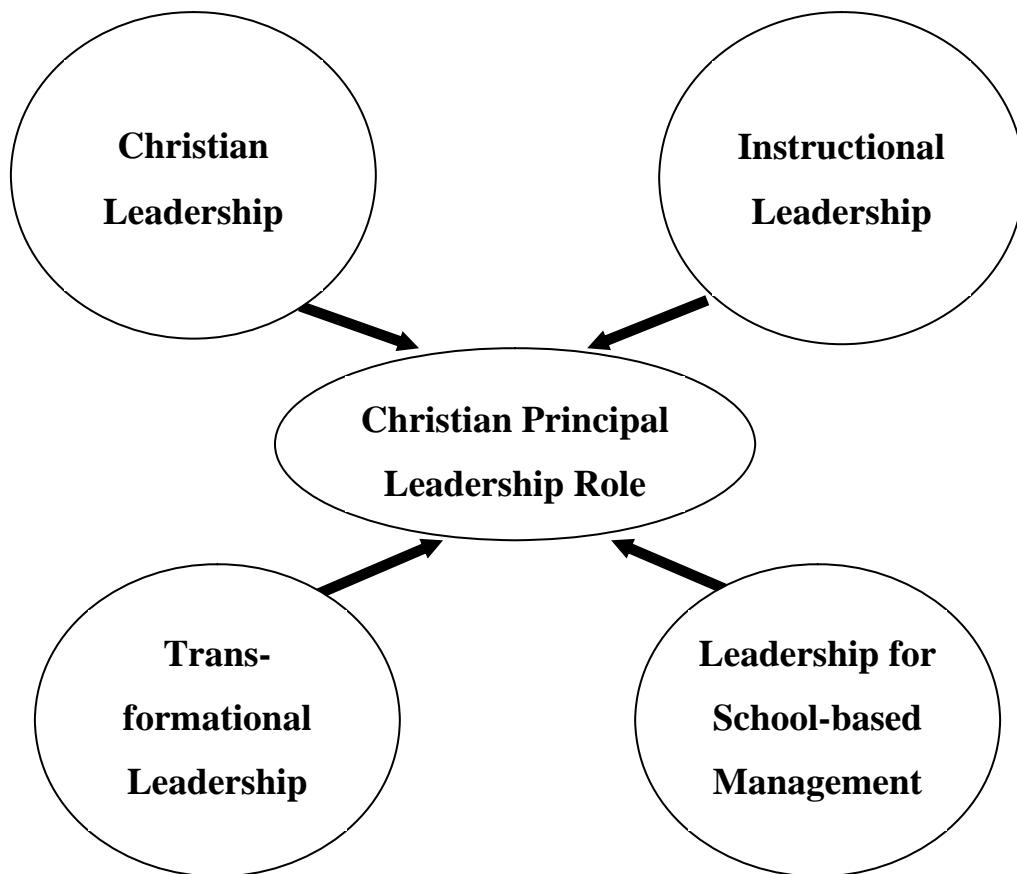 Christian
Leadership
Instructional
Leadership
Christian Principal
Leadership Role
Trans-
formational
Leadership
Leadership for
School-based
Management